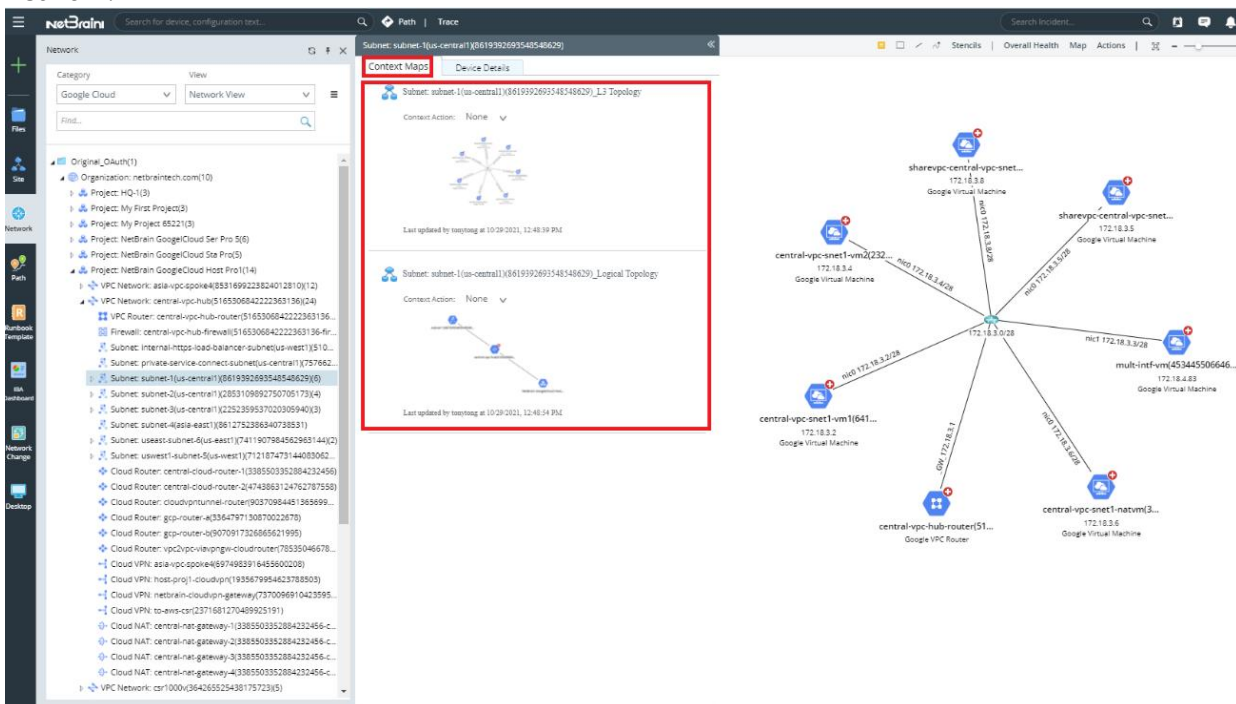 NetBrain
Search for device, configuration text...
Path | Trace
Search Incident...
Files
Site
Network
Path
Runbook
Template
IBA
Dashboard
Network
Change
Desktop
Network
Category
View
Google Cloud
Network View
Find...
Original_OAuth(1)
Organization: netbraintech.com(10)
Project: HQ-1(3)
Project: My First Project(3)
Project: My Project 65221(3)
Project: NetBrain GoogelCloud Ser Pro 5(6)
Project: NetBrain GoogelCloud Sta Pro(5)
Project: NetBrain GoogleCloud Host Pro1(14)
VPC Network: asia-vpc-spoke4(8531699223824012810)(12)
VPC Network: central-vpc-hub(5165306842222363136)(24)
VPC Router: central-vpc-hub-router(5165306842222363136...
Firewall: central-vpc-hub-firewall(5165306842222363136-fir...
Subnet: internal-https-load-balancer-subnet(us-west1)(510...
Subnet: private-service-connect-subnet(us-central1)(757662...
Subnet: subnet-1(us-central1)(8619392693548548629)(6)
Subnet: subnet-2(us-central1)(2853109892750705173)(4)
Subnet: subnet-3(us-central1)(2252359537020305940)(3)
Subnet: subnet-4(asia-east1)(8612752386340738531)
Subnet: useast-subnet-6(us-east1)(7411907984562963144)(2)
Subnet: uswest1-subnet-5(us-west1)(712187473144083062...
Cloud Router: central-cloud-router-1(3385503352884232456)
Cloud Router: central-cloud-router-2(4743863124762787558)
Cloud Router: cloudvpntunnel-router(90370984451365699...
Cloud Router: gcp-router-a(3364797130870022678)
Cloud Router: gcp-router-b(9070917326865621995)
Cloud Router: vpc2vpc-viavpngw-cloudrouter(78535046678...
Cloud VPN: asia-vpc-spoke4(6974983916455600208)
Cloud VPN: host-proj1-cloudvpn(1935679954623788503)
Cloud VPN: netbrain-cloudvpn-gateway(7370096910423595...
Cloud VPN: to-aws-csr(2371681270489925191)
Cloud NAT: central-nat-gateway-1(3385503352884232456-c...
Cloud NAT: central-nat-gateway-2(3385503352884232456-c...
Cloud NAT: central-nat-gateway-3(3385503352884232456-c...
Cloud NAT: central-nat-gateway-4(3385503352884232456-c...
VPC Network: csr1000v(364265525438175723)(5)
Subnet: subnet-1(us-central1)(8619392693548548629)
Context Maps
Device Details
Subnet: subnet-1(us-central1)(8619392693548548629)_L3 Topology
Context Action: None
Last updated by tonytong at 10/29/2021, 12:48:59 PM
Subnet: subnet-1(us-central1)(8619392693548548629)_Logical Topology
Context Action: None
Last updated by tonytong at 10/29/2021, 12:48:54 PM
Stencils | Overall Health Map Actions |
sharevpc-central-vpc-snet...
172.18.3.8
Google Virtual Machine
nic0 172.18.3.8/28
sharevpc-central-vpc-snet...
172.18.3.5
Google Virtual Machine
nic0 172.18.3.5/28
central-vpc-snet1-vm2(232...
172.18.3.4
Google Virtual Machine
nic0 172.18.3.4/28
172.18.3.0/28
nic1 172.18.3.3/28
mult-intf-vm(453445506646...
172.18.4.83
Google Virtual Machine
nic0 172.18.3.2/28
central-vpc-snet1-vm1(641...
172.18.3.2
Google Virtual Machine
GW_172.18.3.1
nic0 172.18.3.6/28
central-vpc-hub-router(51...
Google VPC Router
central-vpc-snet1-natvm(3...
172.18.3.6
Google Virtual Machine